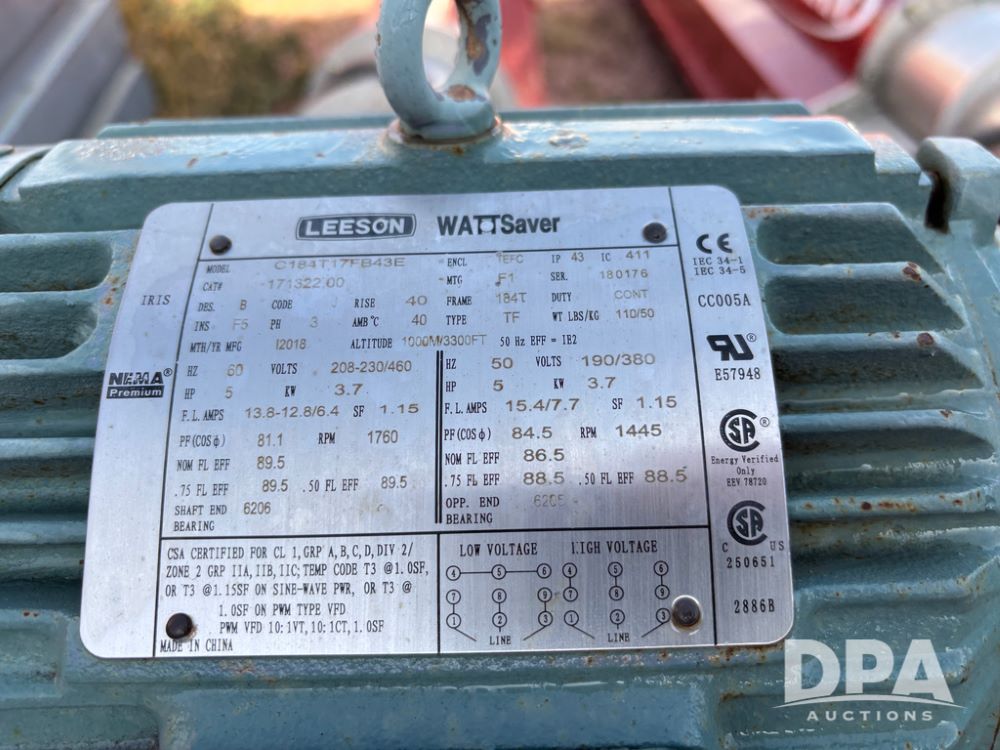 LEESON WATTSaver
MODEL C184T17FB43E ENCL TEFC IP 43 IC 411
CAT# 171322.00 MTG F1 SER. 180176
DES. B CODE J RISE 40 FRAME 184T DUTY CONT
INS F5 PH 3 AMB°C 40 TYPE TF WT LBS/KG 110/50
MTH/YR MFG 12018 ALTITUDE 1000M/3300FT 50 Hz EFF = IE2
IRIS
NEMA®
Premium
HZ 60 VOLTS 208-230/460
HP 5 KW 3.7
F.L. AMPS 13.8-12.8/6.4 SF 1.15
PF(COSφ) 81.1 RPM 1760
NOM FL EFF 89.5
.75 FL EFF 89.5 .50 FL EFF 89.5
SHAFT END 6206
BEARING
HZ 50 VOLTS 190/380
HP 5 KW 3.7
F.L. AMPS 15.4/7.7 SF 1.15
PF(COSφ) 84.5 RPM 1445
NOM FL EFF 86.5
.75 FL EFF 88.5 .50 FL EFF 88.5
OPP. END 6205
BEARING
CSA CERTIFIED FOR CL 1, GRP A, B, C, D, DIV 2/
ZONE 2 GRP IIA, IIB, IIC; TEMP CODE T3 @1.0SF,
OR T3 @1.15SF ON SINE-WAVE PWR, OR T3 @
1.0SF ON PWM TYPE VFD
PWM VFD 10:1VT, 10:1CT, 1.0SF
MADE IN CHINA
LOW VOLTAGE HIGH VOLTAGE
4 5 6 4 5 6
7 8 9 7 8 9
1 2 3 1 2 3
LINE LINE
CE
IEC 34-1
IEC 34-5
CC005A
E57948
SA ®
Energy Verified
Only
EEV 78720
SA
C US
250651
2886B
DPA
AUCTIONS